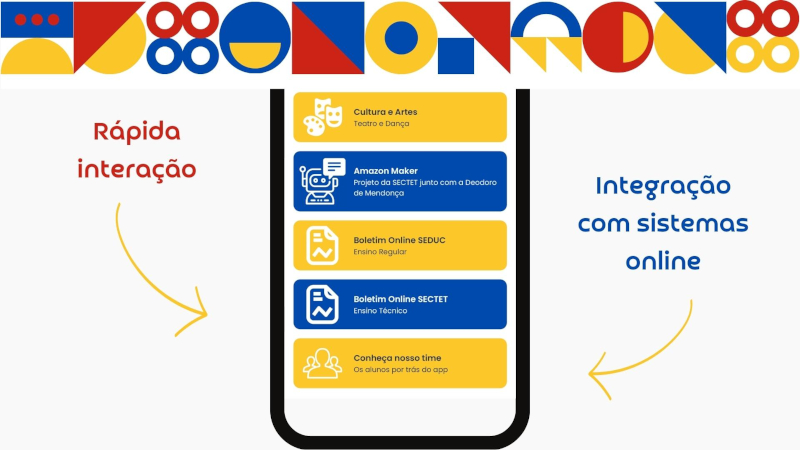 Rápida
interação
Cultura e Artes
Teatro e Dança
Amazon Maker
Projeto da SECTET junto com a Deodoro
de Mendonça
Boletim Online SEDUC
Ensino Regular
Boletim Online SECTET
Ensino Técnico
Conheça nosso time
Os alunos por trás do app
Integração
com sistemas
online